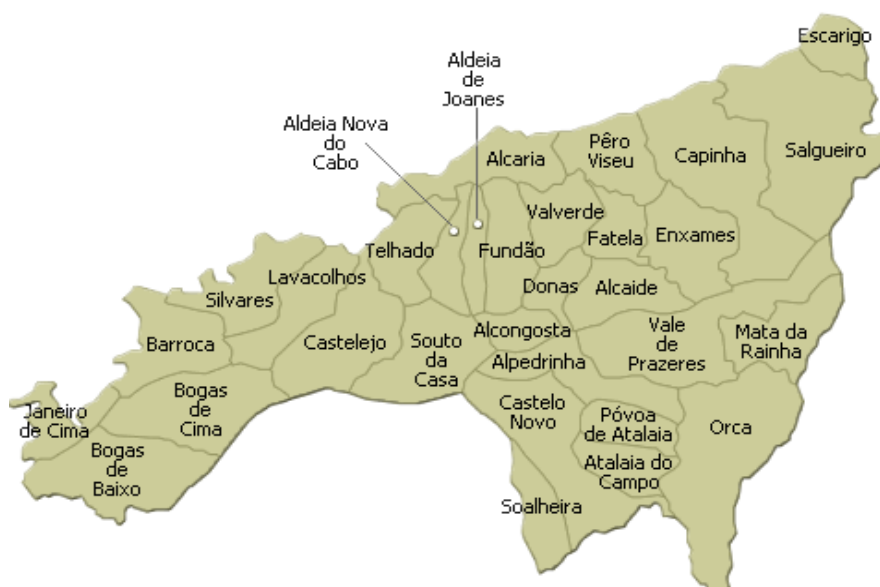 Escarigo
Aldeia
de
Joanes
Aldeia Nova
do
Cabo
Alcaria
Pêro
Viseu
Capinha
Salgueiro
Telhado
Fundão
Valverde
Fatela
Enxames
Lavacolhos
Silvares
Donas
Alcaide
Barroca
Castelejo
Souto
da
Casa
Alcongosta
Alpedrinha
Vale
de
Prazeres
Mata da
Rainha
Janeiro
de Cima
Bogas
de
Cima
Castelo
Novo
Póvoa
de Atalaia
Orca
Bogas
de
Baixo
Atalaia do
Campo
Soalheira